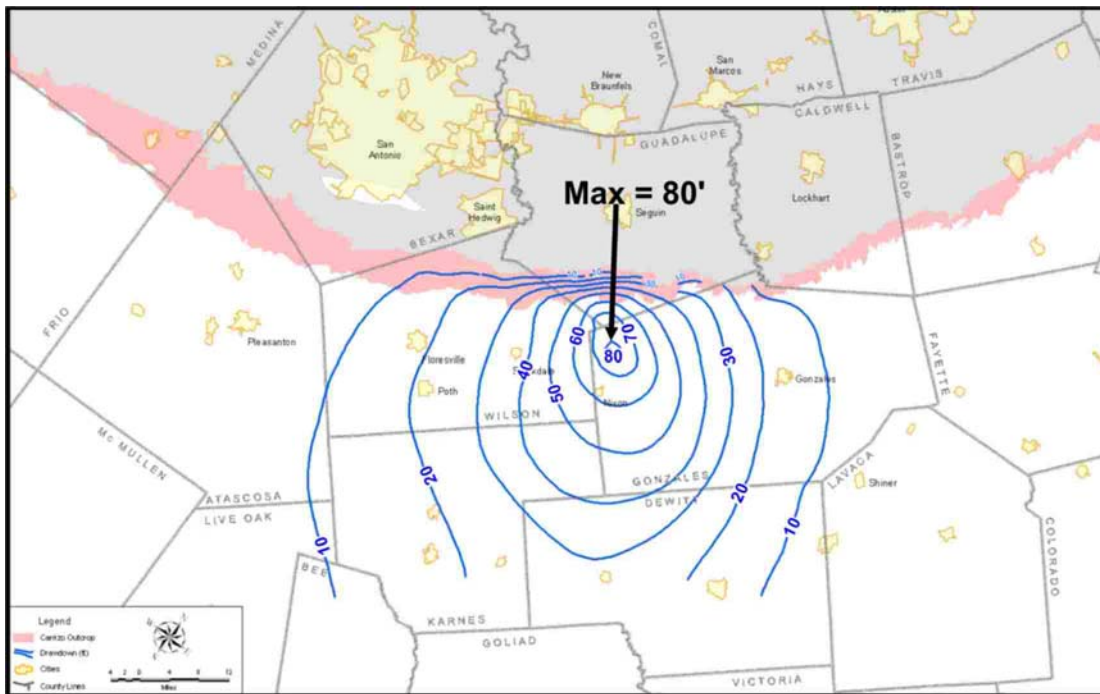 MEDINA
COMAL
New
Braunfels
San
Marcos
HAYS
TRAVIS
CALDWELL
GUADALUPE
BASTROP
San
Antonio
Saint
Hedwig
Max = 80'
Seguin
Lockhart
BEXAR
FRIO
Pleasanton
Floresville
Poth
Nixon
Gonzales
FAYETTE
60
70
80
30
40
50
WILSON
Mc MULLEN
ATASCOSA
LIVE OAK
20
GONZALES
DEWITT
LAVACA
Shiner
20
10
10
BEE
COLORADO
KARNES
GOLIAD
VICTORIA
Legend
Carrizo Outcrop
Drawdown (ft)
Cities
County Lines
Miles